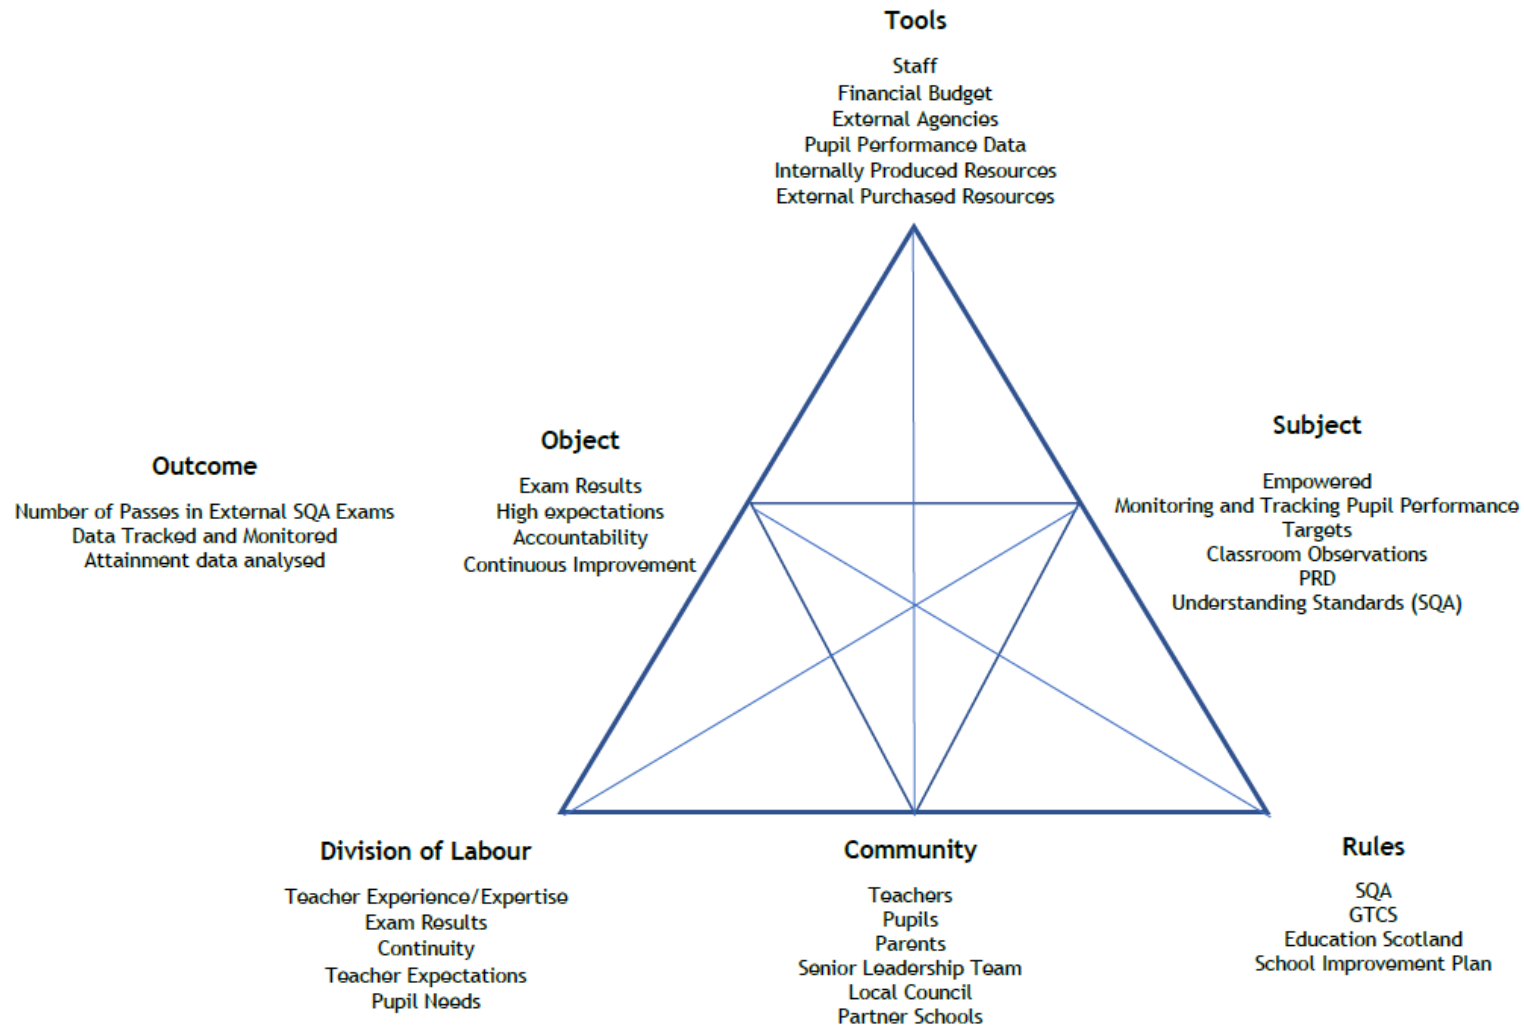 Tools
Staff
Financial Budget
External Agencies
Pupil Performance Data
Internally Produced Resources
External Purchased Resources
Outcome
Number of Passes in External SQA Exams
Data Tracked and Monitored
Attainment data analysed
Object
Exam Results
High expectations
Accountability
Continuous Improvement
Subject
Empowered
Monitoring and Tracking Pupil Performance
Targets
Classroom Observations
PRD
Understanding Standards (SQA)
Division of Labour
Teacher Experience/Expertise
Exam Results
Continuity
Teacher Expectations
Pupil Needs
Community
Teachers
Pupils
Parents
Senior Leadership Team
Local Council
Partner Schools
Rules
SQA
GTCS
Education Scotland
School Improvement Plan